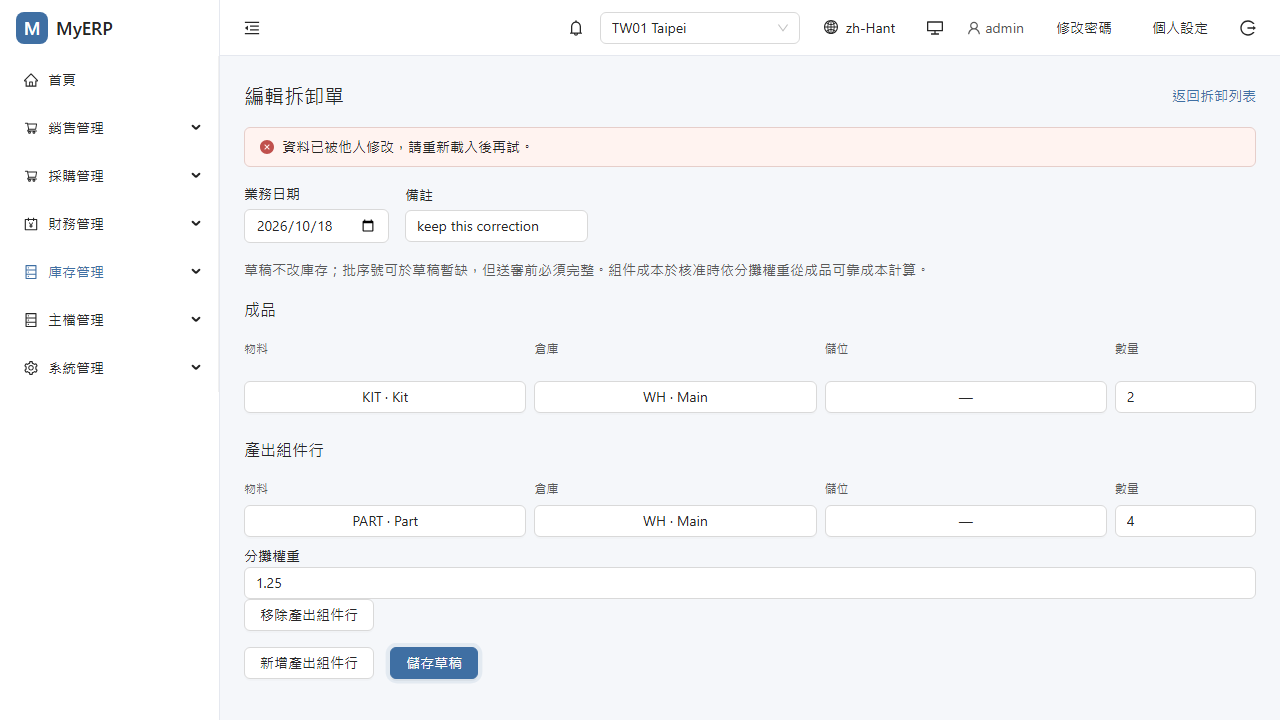 M MyERP
TW01 Taipei
zh-Hant
admin
修改密碼
個人設定
首頁
銷售管理
採購管理
財務管理
庫存管理
主檔管理
系統管理
編輯拆卸單
返回拆卸列表
資料已被他人修改，請重新載入後再試。
業務日期
備註
2026/10/18
keep this correction
草稿不改庫存；批序號可於草稿暫缺，但送審前必須完整。組件成本於核准時依分攤權重從成品可靠成本計算。
成品
物料 倉庫 儲位 數量
KIT · Kit WH · Main — 2
產出組件行
物料 倉庫 儲位 數量
PART · Part WH · Main — 4
分攤權重
1.25
移除產出組件行
新增產出組件行 儲存草稿